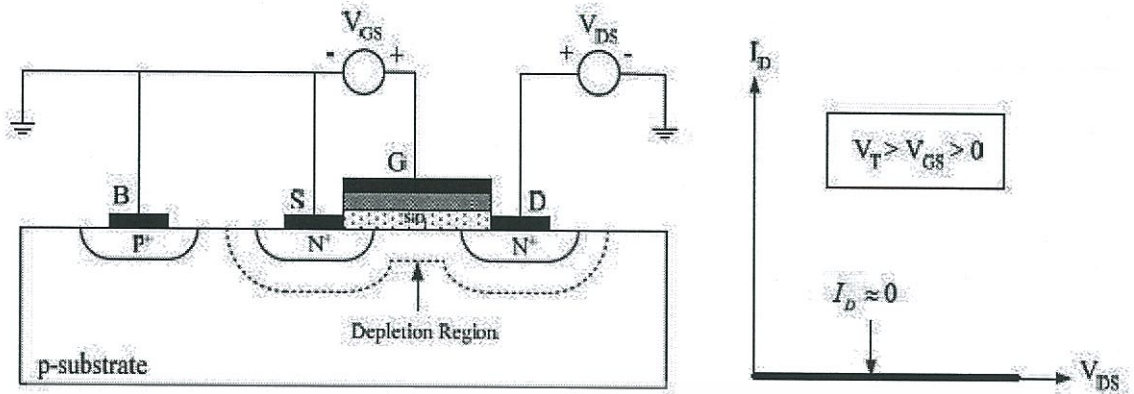 V_GS
- +
V_DS
+ -
G
B
S
D
SiO
P+
N+
N+
Depletion Region
p-substrate
I_D
V_T > V_GS > 0
I_D ≈ 0
V_DS